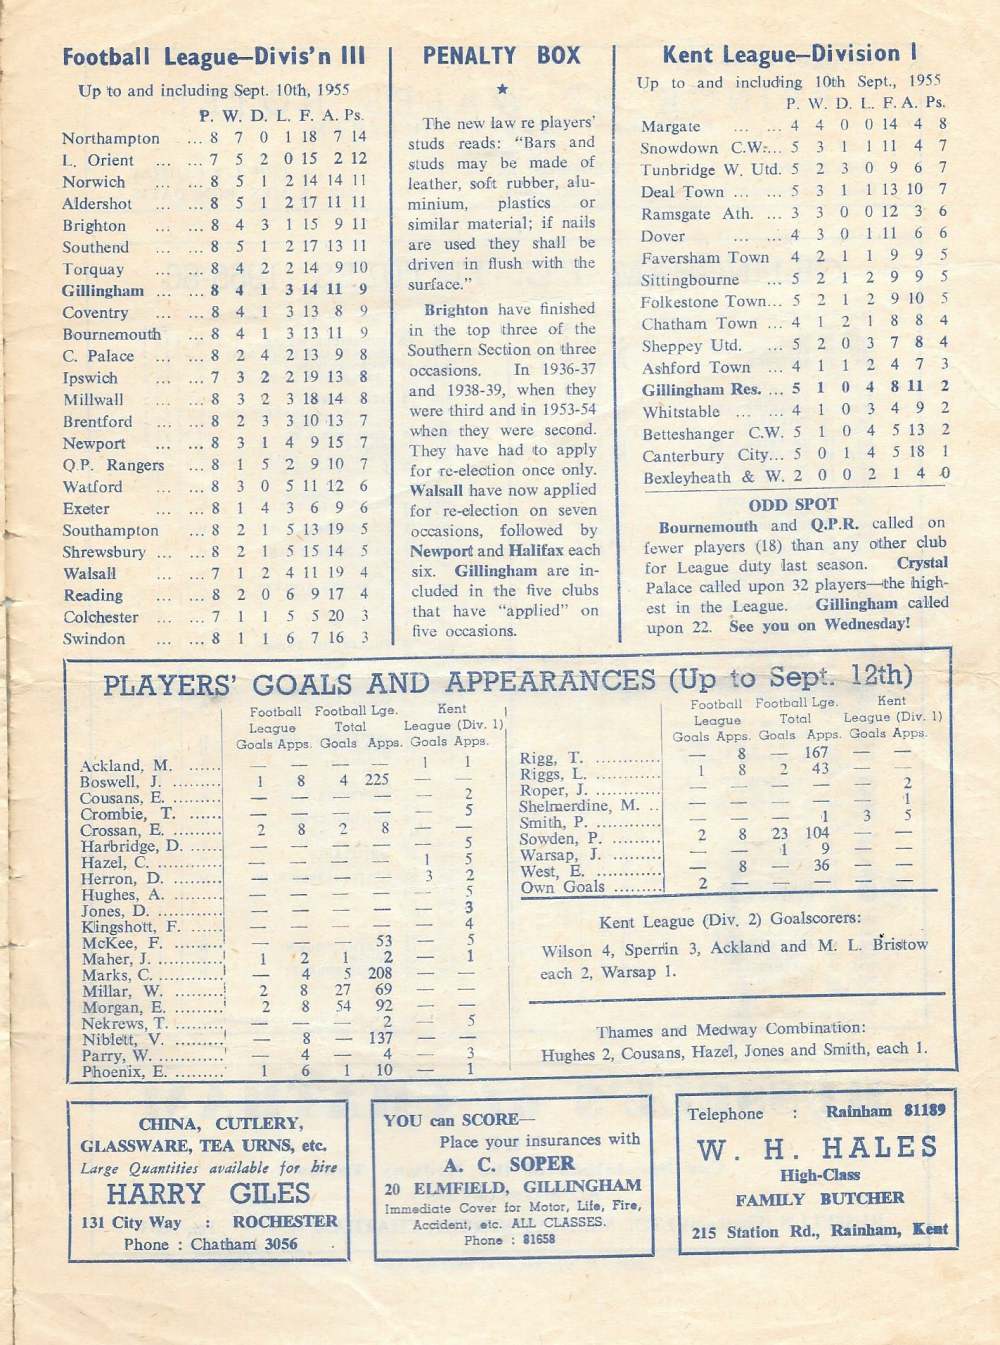 Football League—Divis'n III
Up to and including Sept. 10th, 1955
P. W. D. L. F. A. Ps.
Northampton ... 8 7 0 1 18 7 14
L. Orient ... ... 7 5 2 0 15 2 12
Norwich ... ... 8 5 1 2 14 14 11
Aldershot ... ... 8 5 1 2 17 11 11
Brighton ... ... 8 4 3 1 15 9 11
Southend ... ... 8 5 1 2 17 13 11
Torquay ... ... 8 4 2 2 14 9 10
Gillingham ... ... 8 4 1 3 14 11 9
Coventry ... ... 8 4 1 3 13 8 9
Bournemouth ... 8 4 1 3 13 11 9
C. Palace ... ... 8 2 4 2 13 9 8
Ipswich ... ... 7 3 2 2 19 13 8
Millwall ... ... 8 3 2 3 18 14 8
Brentford ... ... 8 2 3 3 10 13 7
Newport ... ... 8 3 1 4 9 15 7
Q.P. Rangers ... 8 1 5 2 9 10 7
Watford ... ... 8 3 0 5 11 12 6
Exeter ... ... 8 1 4 3 6 9 6
Southampton ... 8 2 1 5 13 19 5
Shrewsbury ... ... 8 2 1 5 15 14 5
Walsall ... ... 7 1 2 4 11 19 4
Reading ... ... 8 2 0 6 9 17 4
Colchester ... ... 7 1 1 5 5 20 3
Swindon ... ... 8 1 1 6 7 16 3
PENALTY BOX
★
The new law re players'
studs reads: "Bars and
studs may be made of
leather, soft rubber, alu-
minium, plastics or
similar material; if nails
are used they shall be
driven in flush with the
surface."
Brighton have finished
in the top three of the
Southern Section on three
occasions. In 1936-37
and 1938-39, when they
were third and in 1953-54
when they were second.
They have had to apply
for re-election once only.
Walsall have now applied
for re-election on seven
occasions, followed by
Newport and Halifax each
six. Gillingham are in-
cluded in the five clubs
that have "applied" on
five occasions.
Kent League—Division I
Up to and including 10th Sept., 1955
P. W. D. L. F. A. Ps.
Margate ... ... 4 4 0 0 14 4 8
Snowdown C.W.... 5 3 1 1 11 4 7
Tunbridge W. Utd. 5 2 3 0 9 6 7
Deal Town ... ... 5 3 1 1 13 10 7
Ramsgate Ath. ... 3 3 0 0 12 3 6
Dover ... ... 4 3 0 1 11 6 6
Faversham Town 4 2 1 1 9 9 5
Sittingbourne ... 5 2 1 2 9 9 5
Folkestone Town... 5 2 1 2 9 10 5
Chatham Town ... 4 1 2 1 8 8 4
Sheppey Utd. ... 5 2 0 3 7 8 4
Ashford Town ... 4 1 1 2 4 7 3
Gillingham Res. ... 5 1 0 4 8 11 2
Whitstable ... ... 4 1 0 3 4 9 2
Betteshanger C.W. 5 1 0 4 5 13 2
Canterbury City... 5 0 1 4 5 18 1
Bexleyheath & W. 2 0 0 2 1 4 0
ODD SPOT
Bournemouth and Q.P.R. called on
fewer players (18) than any other club
for League duty last season. Crystal
Palace called upon 32 players—the high-
est in the League. Gillingham called
upon 22. See you on Wednesday!
PLAYERS' GOALS AND APPEARANCES (Up to Sept. 12th)
Football Football Lge. Kent
League Total League (Div. 1)
Goals Apps. Goals Apps. Goals Apps.
Ackland, M. ...... — — — — 1 1
Boswell, J. ......... 1 8 4 225
Cousans, E. ......... — — — — — 2
Crombie, T. ...... — — — — — 5
Crossan, E. ......... 2 8 2 8 — —
Harbridge, D. ...... — — — — — 5
Hazel, C. ............ — — — — 1 5
Herron, D. ......... — — — — 3 2
Hughes, A. ......... — — — — — 5
Jones, D. ............ — — — — — 3
Klingshott, F. ...... — — — — — 4
McKee, F. ......... — — — 53 — 5
Maher, J. ............ 1 2 1 2 — 1
Marks, C. ............ — 4 5 208 — —
Millar, W. ......... 2 8 27 69 — —
Morgan, E. ......... 2 8 54 92 — —
Nekrews, T. ......... — — — 2 — 5
Niblett, V. ......... — 8 — 137 — —
Parry, W. ............ — 4 — 4 — 3
Phoenix, E. ......... 1 6 1 10 — 1
Football Football Lge. Kent
League Total League (Div. 1)
Goals Apps. Goals Apps. Goals Apps.
Rigg, T. ............ — 8 — 167 — —
Riggs, L. ............ 1 8 2 43 — —
Roper, J. ............ — — — — — 2
Shelmerdine, M. .. — — — — — 1
Smith, P. ............ — — — 1 3 5
Sowden, P. ......... 2 8 23 104 — —
Warsap, J. ......... — — 1 9 — —
West, E. ............ — 8 — 36 — —
Own Goals ......... 2 — — — — —
Kent League (Div. 2) Goalscorers:
Wilson 4, Sperrin 3, Ackland and M. L. Bristow
each 2, Warsap 1.
Thames and Medway Combination:
Hughes 2, Cousans, Hazel, Jones and Smith, each 1.
CHINA, CUTLERY,
GLASSWARE, TEA URNS, etc.
Large Quantities available for hire
HARRY GILES
131 City Way : ROCHESTER
Phone : Chatham 3056
YOU can SCORE—
Place your insurances with
A. C. SOPER
20 ELMFIELD, GILLINGHAM
Immediate Cover for Motor, Life, Fire,
Accident, etc. ALL CLASSES.
Phone : 81658
Telephone : Rainham 81189
W. H. HALES
High-Class
FAMILY BUTCHER
215 Station Rd., Rainham, Kent